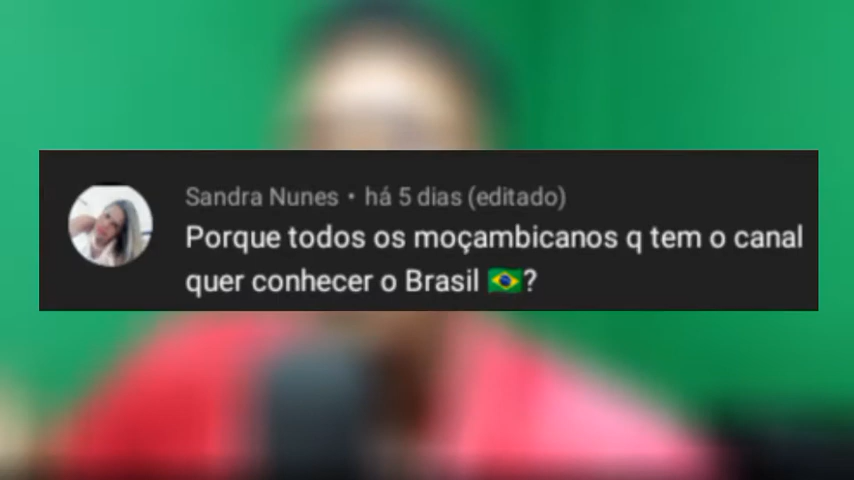 Sandra Nunes • há 5 dias (editado)
Porque todos os moçambicanos q tem o canal
quer conhecer o Brasil 🇧🇷?